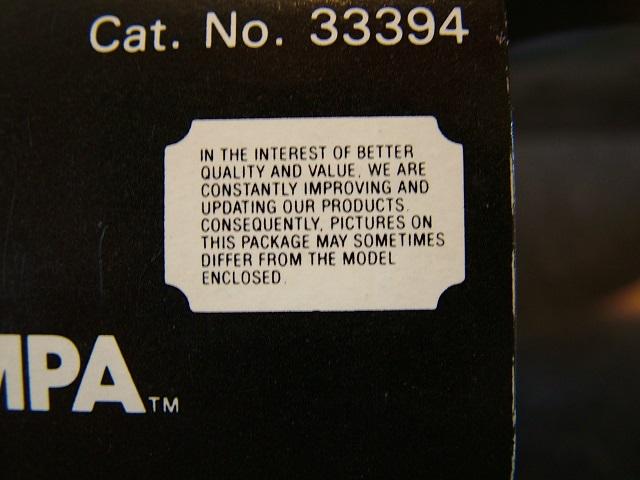 Cat. No. 33394
IN THE INTEREST OF BETTER
QUALITY AND VALUE, WE ARE
CONSTANTLY IMPROVING AND
UPDATING OUR PRODUCTS.
CONSEQUENTLY, PICTURES ON
THIS PACKAGE MAY SOMETIMES
DIFFER FROM THE MODEL
ENCLOSED.
MPA™